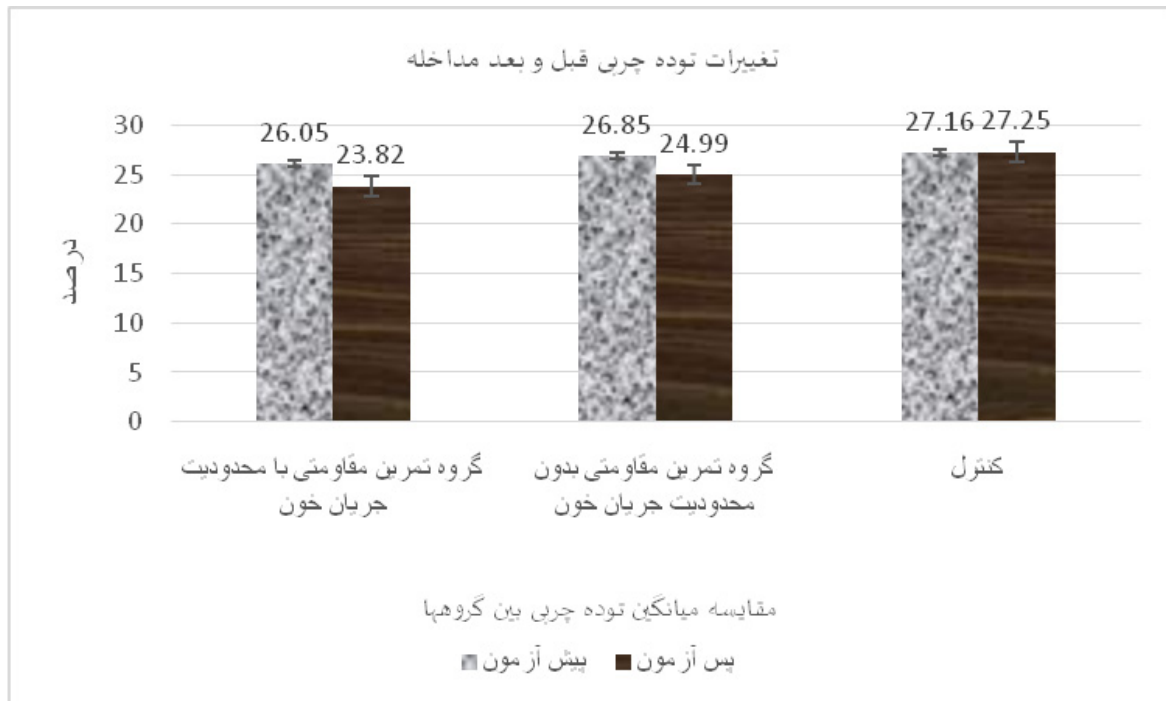 تغییرات توده چربی قبل و بعد مداخله
30
25
20
15
10
5
0
درصد
26.05
23.82
26.85
24.99
27.16
27.25
گروه تمرین مقاومتی با محدودیت
جریان خون
گروه تمرین مقاومتی بدون
محدودیت جریان خون
کنترل
مقایسه میانگین توده چربی بین گروهها
پیش آزمون
پس آزمون